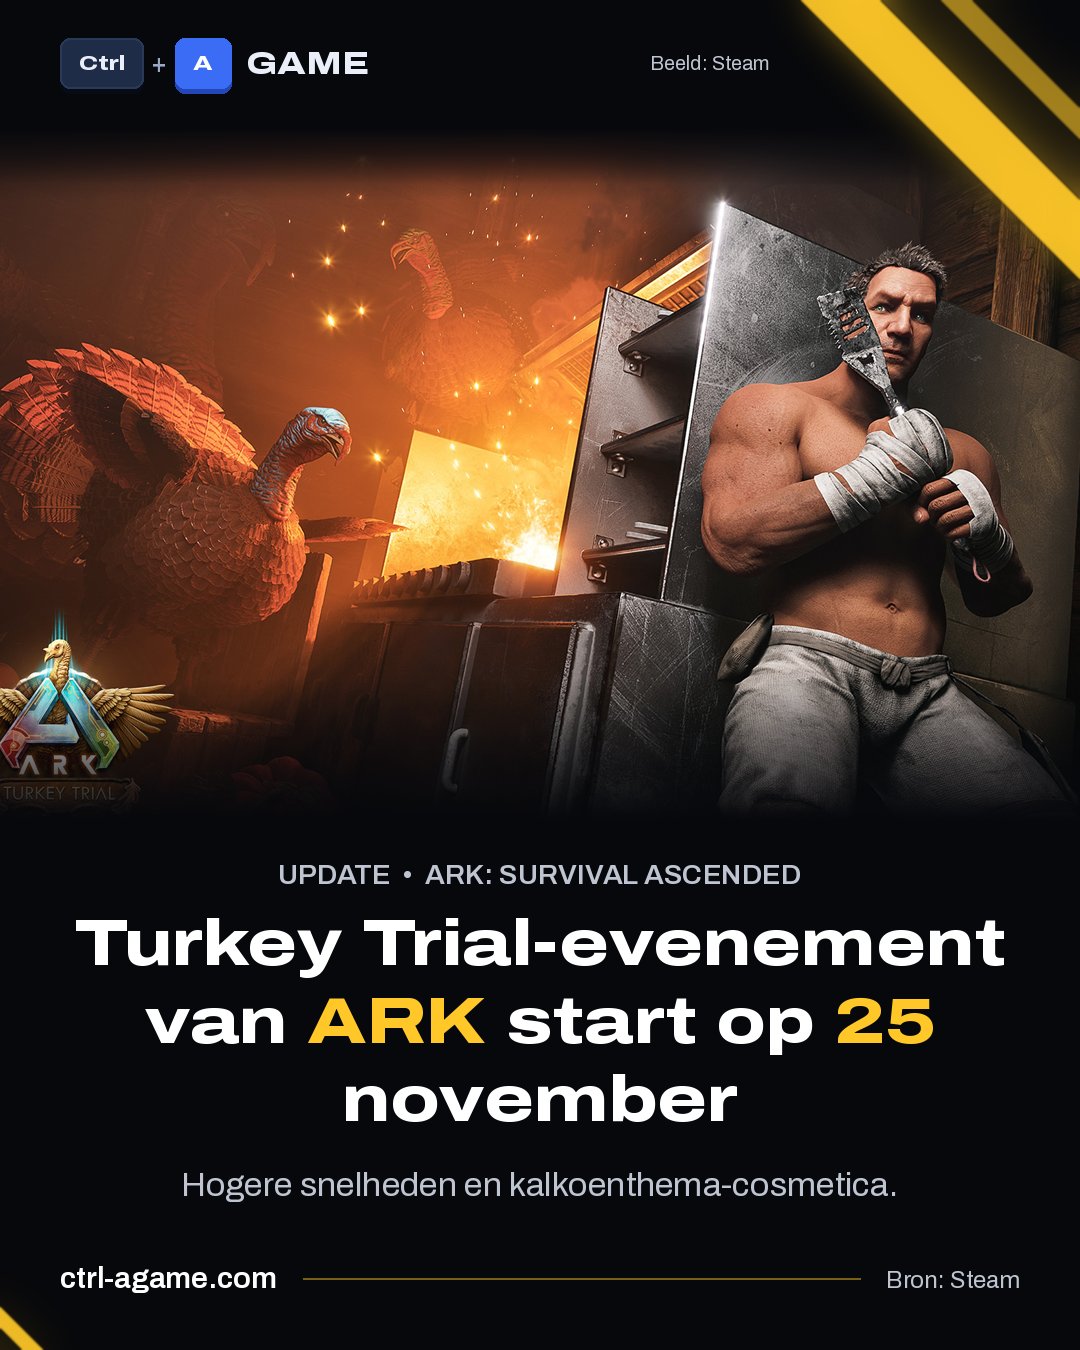 Ctrl + A GAME
Beeld: Steam
ARK
TURKEY TRIAL
UPDATE • ARK: SURVIVAL ASCENDED
Turkey Trial-evenement
van ARK start op 25
november
Hogere snelheden en kalkoenthema-cosmetica.
ctrl-agame.com
Bron: Steam